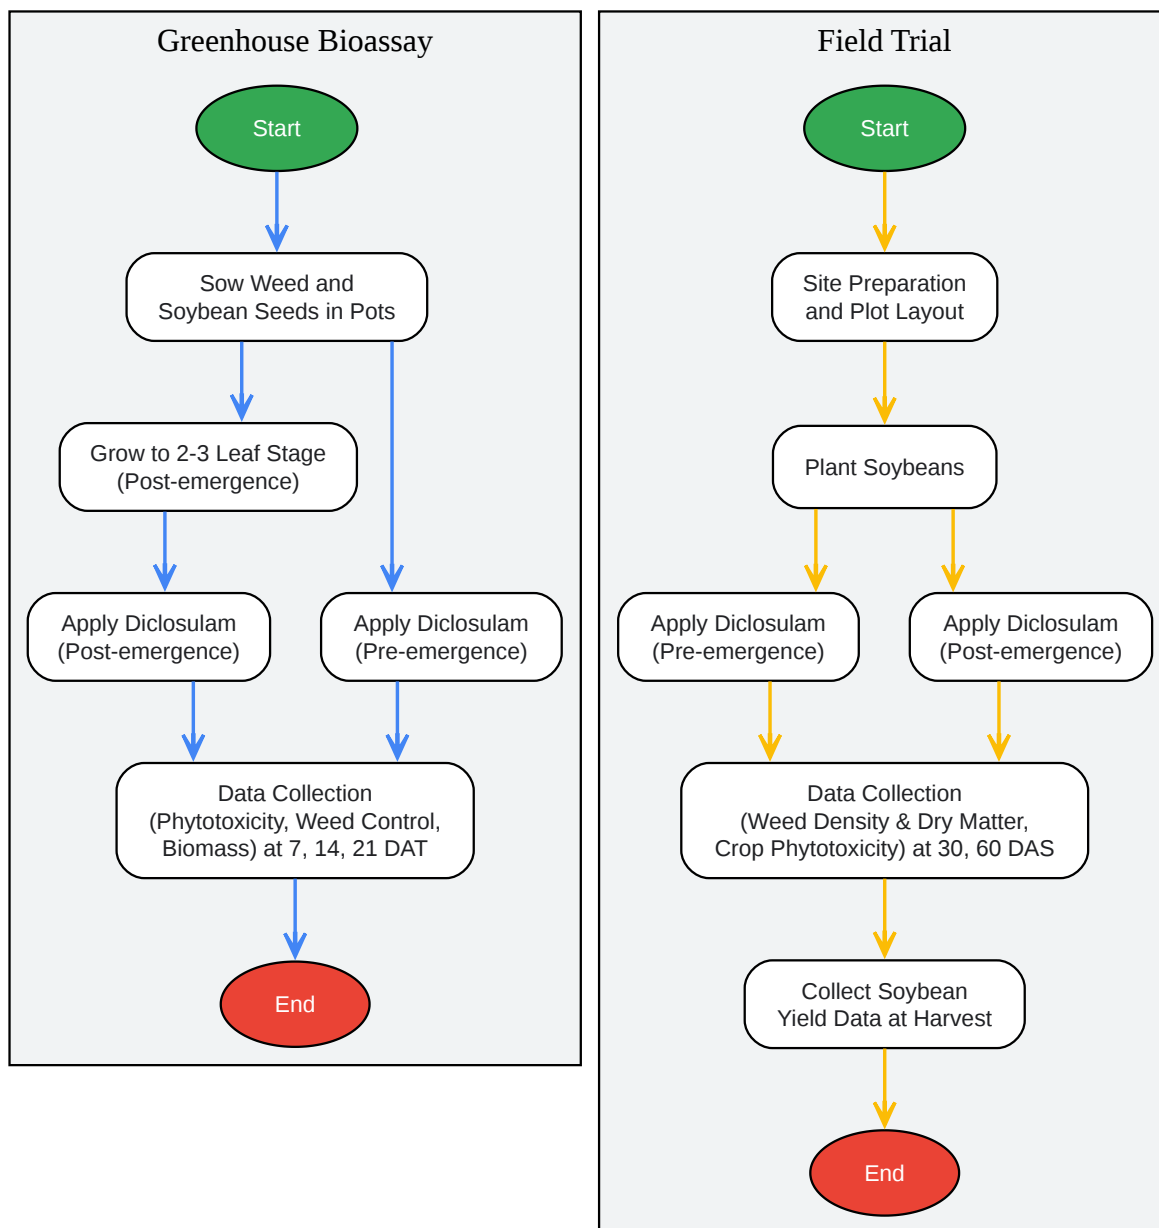 Greenhouse Bioassay
Start
Sow Weed and
Soybean Seeds in Pots
Grow to 2-3 Leaf Stage
(Post-emergence)
Apply Diclosulam
(Post-emergence)
Apply Diclosulam
(Pre-emergence)
Data Collection
(Phytotoxicity, Weed Control,
Biomass) at 7, 14, 21 DAT
End
Field Trial
Start
Site Preparation
and Plot Layout
Plant Soybeans
Apply Diclosulam
(Pre-emergence)
Apply Diclosulam
(Post-emergence)
Data Collection
(Weed Density & Dry Matter,
Crop Phytotoxicity) at 30, 60 DAS
Collect Soybean
Yield Data at Harvest
End